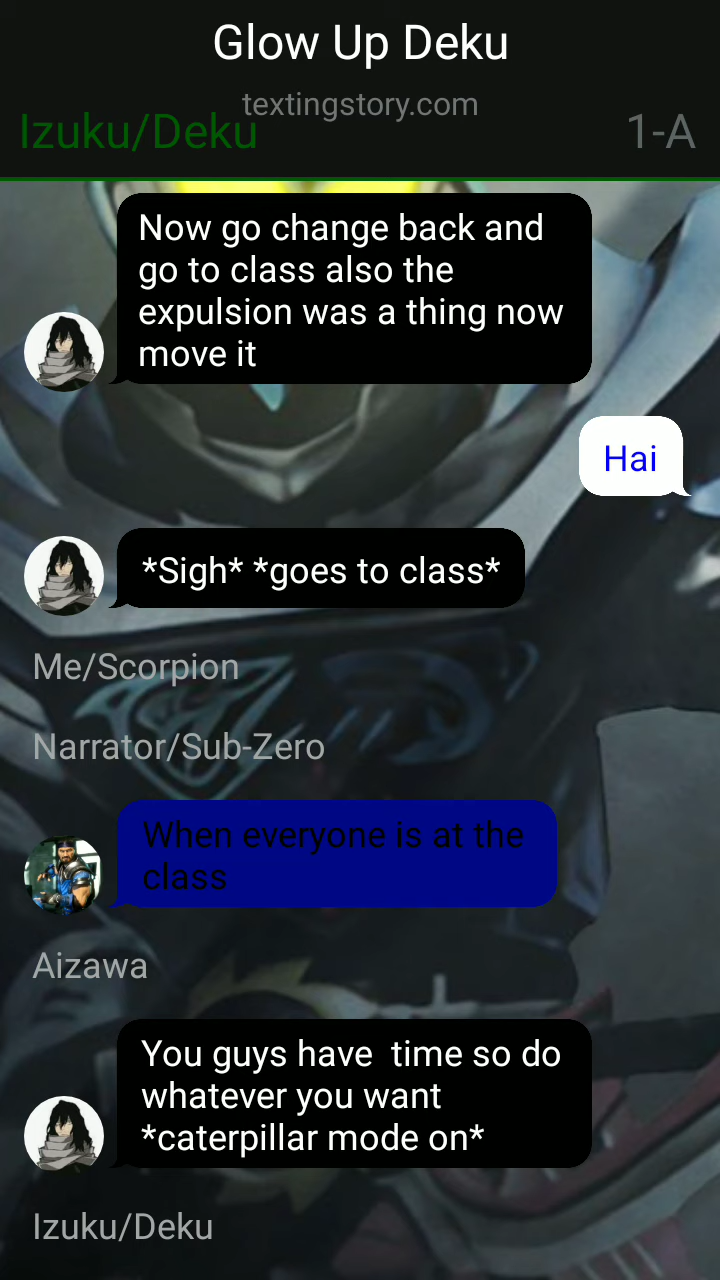 Glow Up Deku
textingstory.com
Izuku/Deku
1-A
Now go change back and
go to class also the
expulsion was a thing now
move it
Hai
*Sigh* *goes to class*
Me/Scorpion
Narrator/Sub-Zero
When everyone is at the
class
Aizawa
You guys have  time so do
whatever you want
*caterpillar mode on*
Izuku/Deku